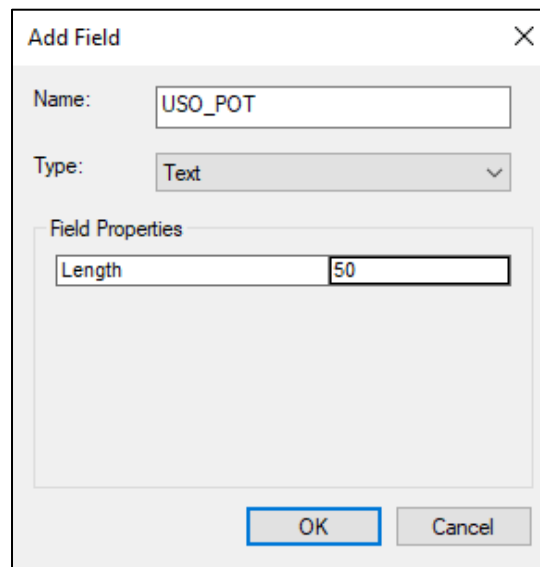 Add Field
Name: USO_POT
Type: Text
Field Properties
Length 50
OK Cancel